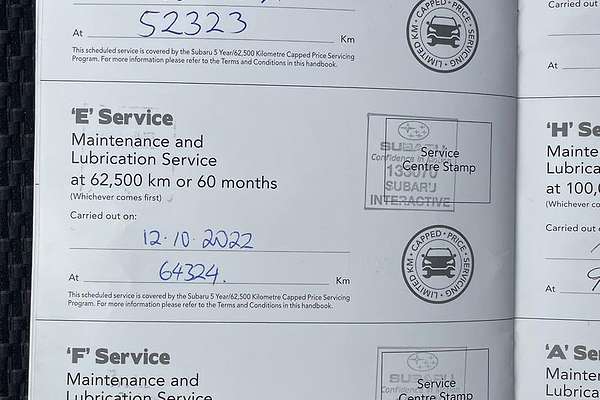 At 52323 Km
This scheduled service is covered by the Subaru 5 Year/62,500 Kilometre Capped Price Servicing
Program. For more information please refer to the Terms and Conditions in this handbook.
CAPPED • PRICE • SERVICING • LIMITED KM •
'E' Service
Maintenance and
Lubrication Service
at 62,500 km or 60 months
(Whichever comes first)
Carried out on:
12.10.2022
At 64324. Km
This scheduled service is covered by the Subaru 5 Year/62,500 Kilometre Capped Price Servicing
Program. For more information please refer to the Terms and Conditions in this handbook.
SUBARU
Confidence in
133070
SUBARU
INTERACTIVE
Service
Centre Stamp
CAPPED • PRICE • SERVICING • LIMITED KM •
'F' Service
Maintenance and
Lubrication Service
SUBARU
Service
Centre Stamp
Carried out
At
'H' Se
Mainte
Lubrica
at 100,0
(Whichever co
Carried out
At 9
'A' Se
Mainte
Lubric